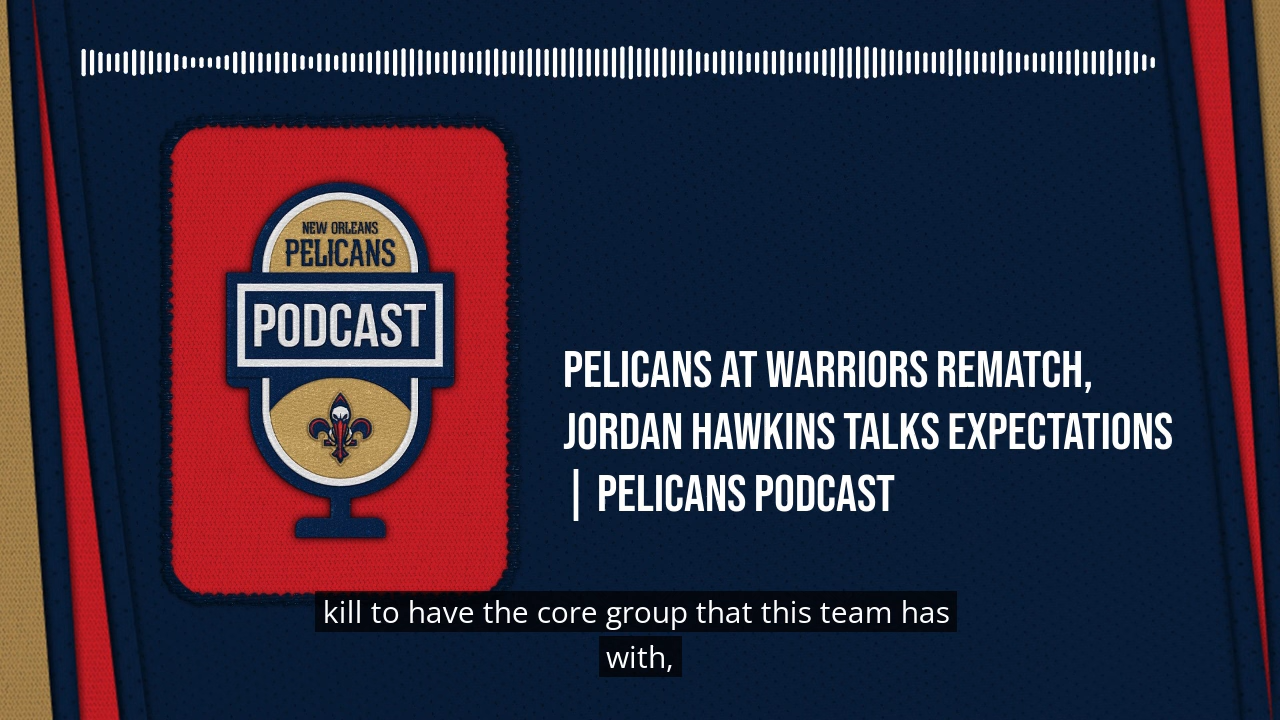 NEW ORLEANS
PELICANS
PODCAST
PELICANS AT WARRIORS REMATCH,
JORDAN HAWKINS TALKS EXPECTATIONS
| PELICANS PODCAST
kill to have the core group that this team has
with,